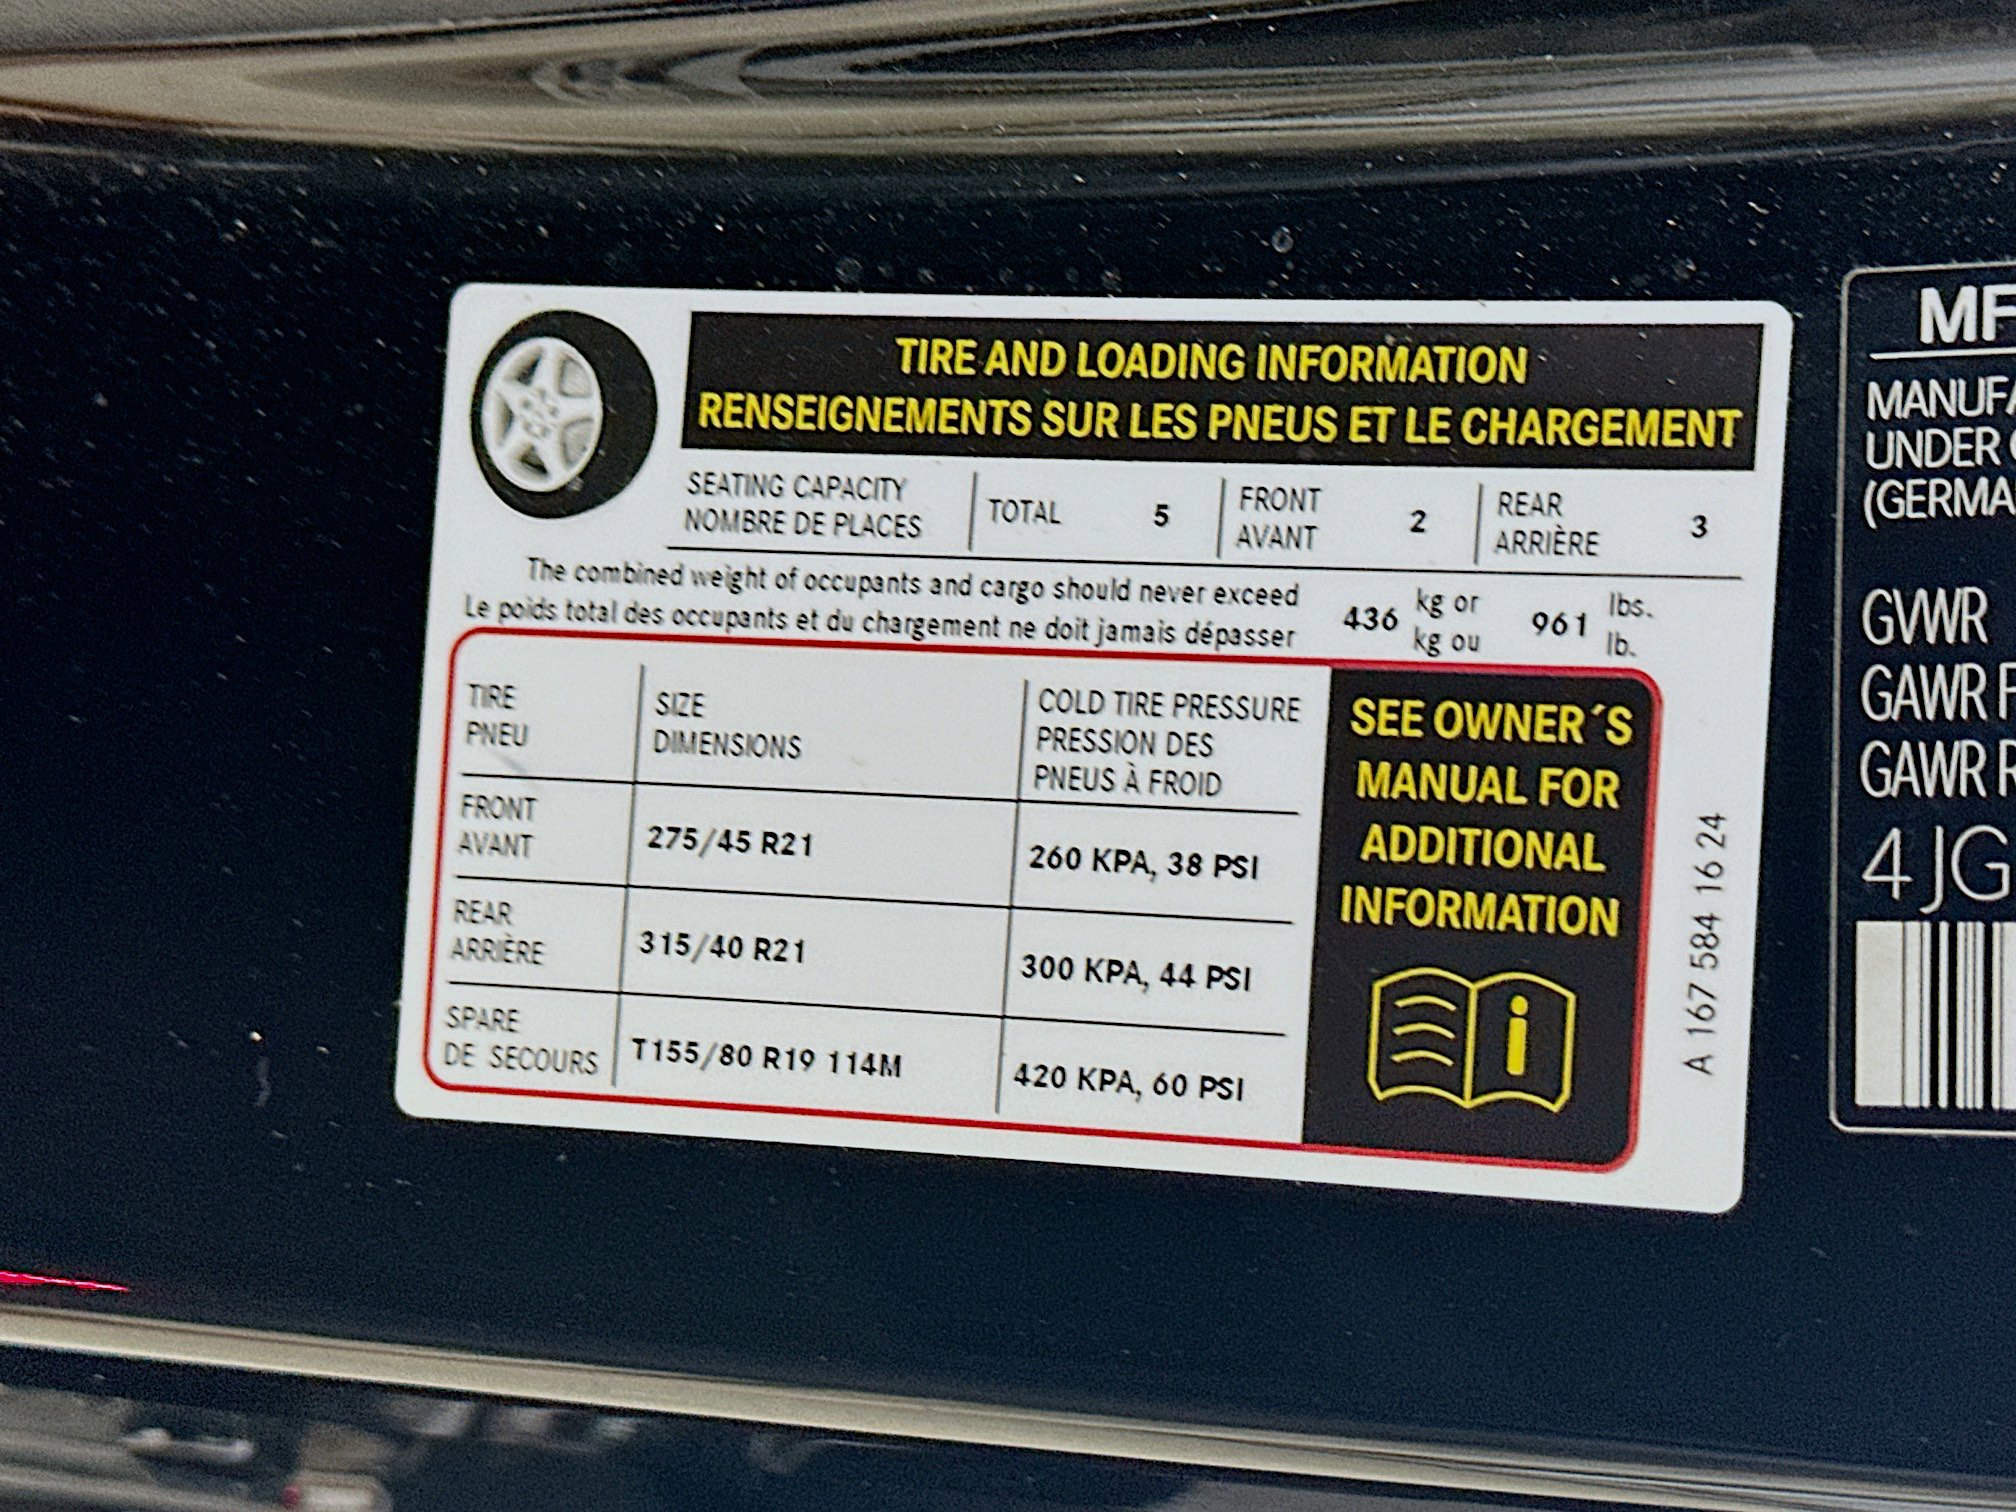 TIRE AND LOADING INFORMATION
RENSEIGNEMENTS SUR LES PNEUS ET LE CHARGEMENT
SEATING CAPACITY
NOMBRE DE PLACES
TOTAL 5
FRONT
AVANT
2
REAR
ARRIÈRE
3
The combined weight of occupants and cargo should never exceed
Le poids total des occupants et du chargement ne doit jamais dépasser
436
kg or
kg ou
961
lbs.
lb.
TIRE
PNEU
SIZE
DIMENSIONS
COLD TIRE PRESSURE
PRESSION DES
PNEUS À FROID
FRONT
AVANT
275/45 R21
260 KPA, 38 PSI
REAR
ARRIÈRE
315/40 R21
300 KPA, 44 PSI
SPARE
DE SECOURS
T155/80 R19 114M
420 KPA, 60 PSI
SEE OWNER´S
MANUAL FOR
ADDITIONAL
INFORMATION
i
A 167 584 16 24
UNDER
GVWR
GAWR
GAWR
4JG